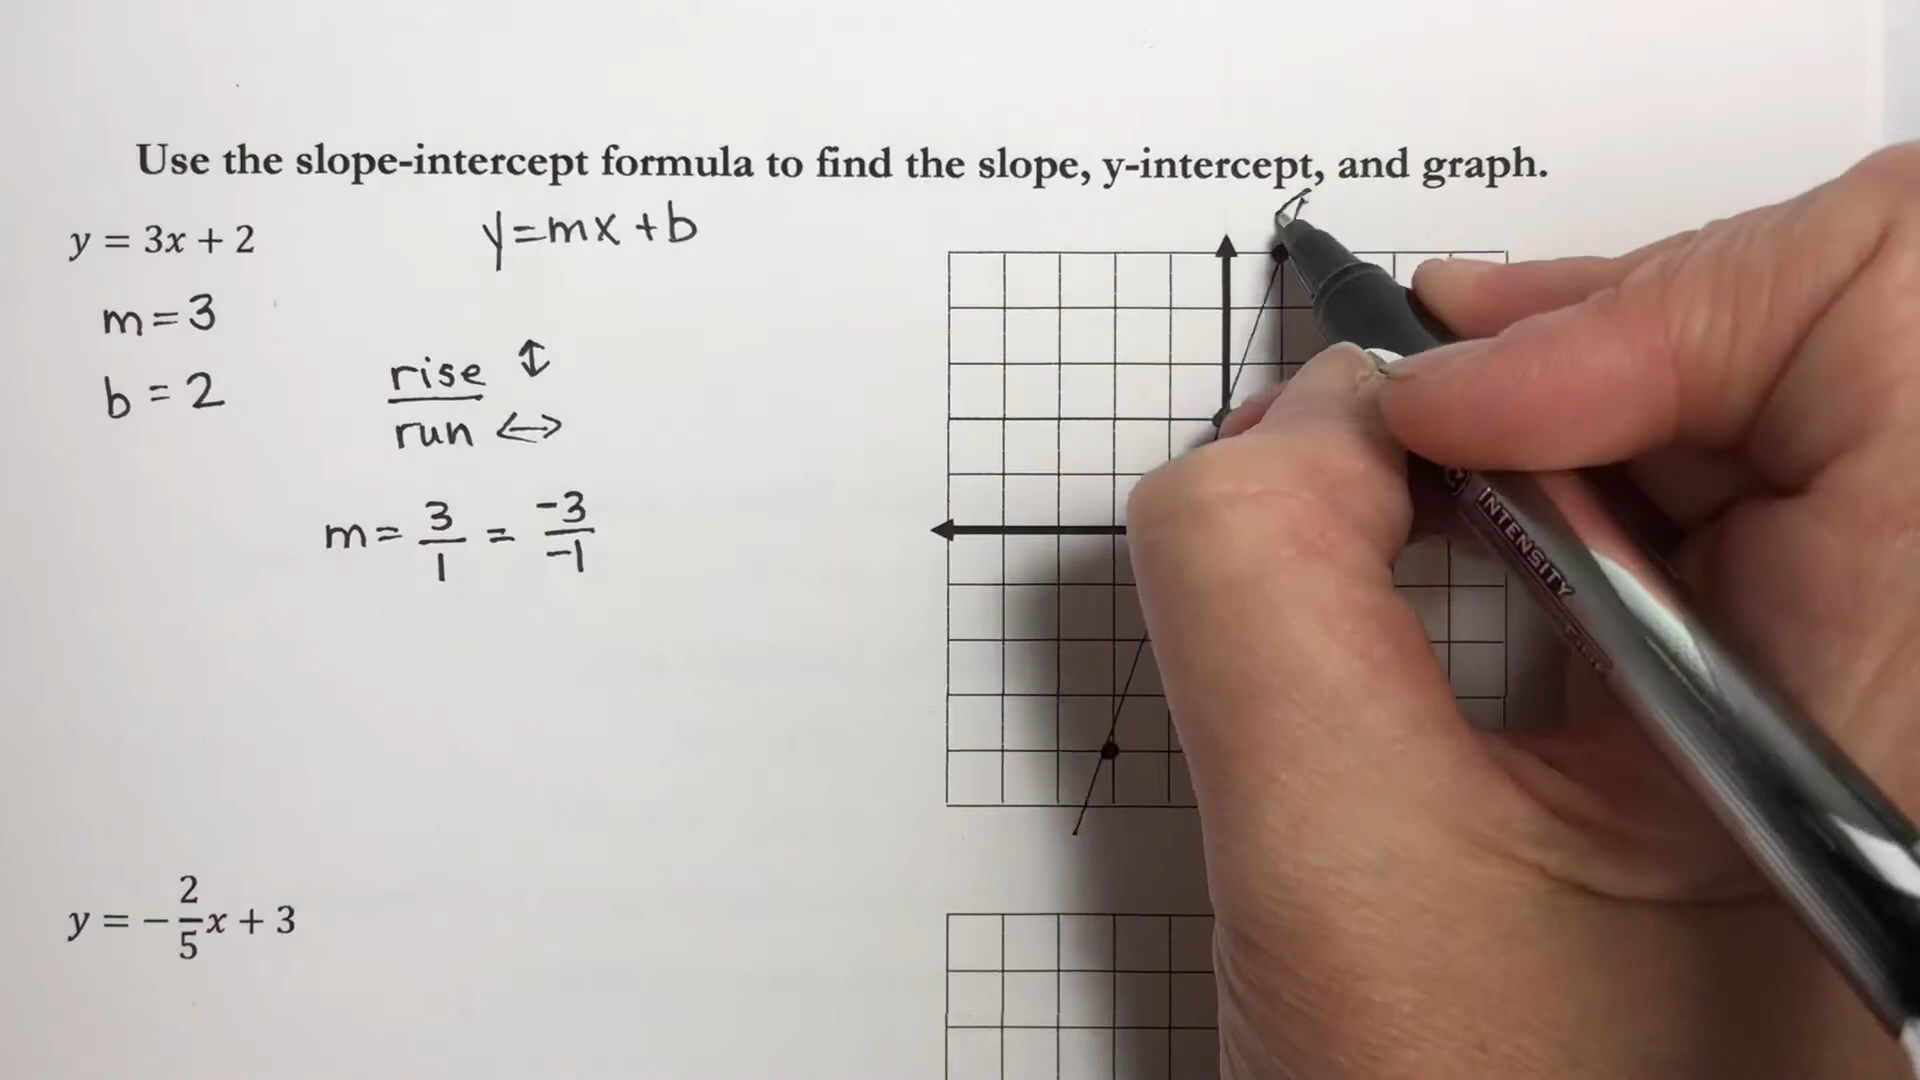 Use the slope-intercept formula to find the slope, y-intercept, and graph.
y = 3x + 2
y=mx+b
m=3
b=2
rise ↕
run ↔
m= 3/1 = -3/-1
INTENSITY
y = -2/5x + 3